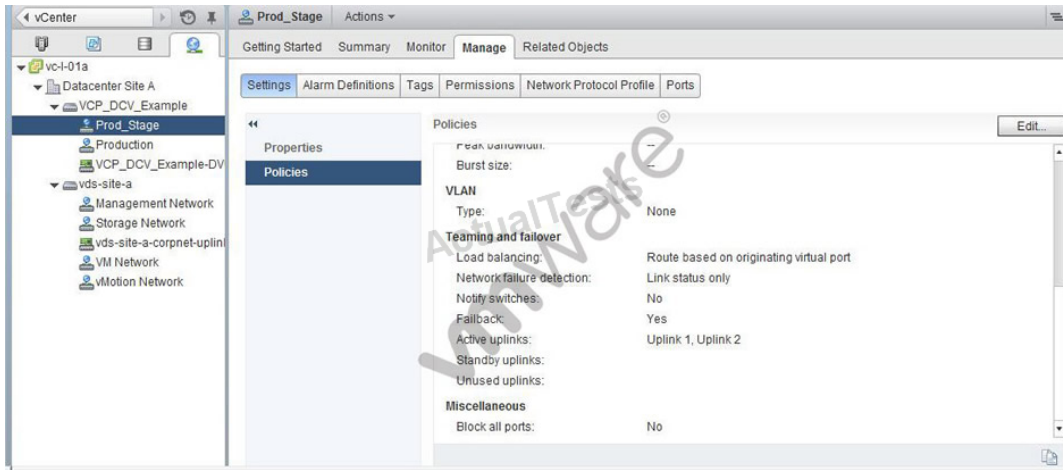 vCenter
Prod_Stage Actions
Getting Started Summary Monitor Manage Related Objects
vc-l-01a
Datacenter Site A
VCP_DCV_Example
Prod_Stage
Production
VCP_DCV_Example-DV
vds-site-a
Management Network
Storage Network
vds-site-a-corpnet-uplinl
VM Network
vMotion Network
Settings Alarm Definitions Tags Permissions Network Protocol Profile Ports
Properties
Policies
Policies
Edit...
Peak bandwidth: --
Burst size: --
VLAN
Type: None
Teaming and failover
Load balancing: Route based on originating virtual port
Network failure detection: Link status only
Notify switches: No
Failback: Yes
Active uplinks: Uplink 1, Uplink 2
Standby uplinks:
Unused uplinks:
Miscellaneous
Block all ports: No
ActualTests
vmware®